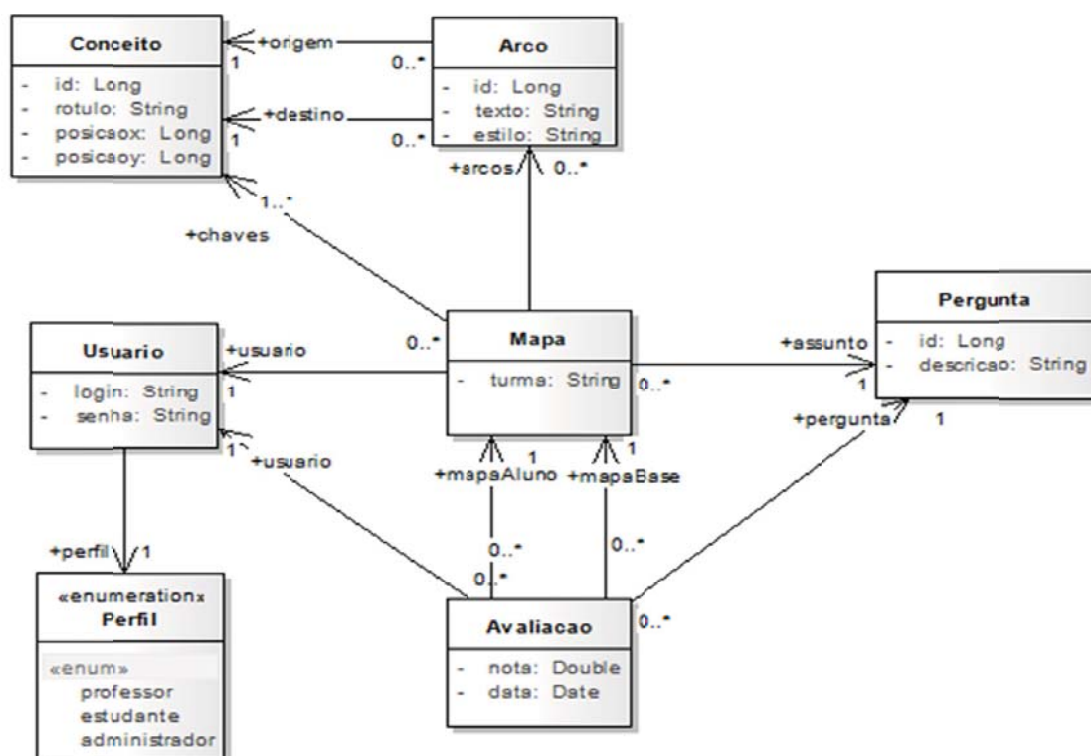 Conceito
- id: Long
- rotulo: String
- posicaox: Long
- posicaoy: Long
+origem
1
0..*
+destino
1
0..*
Arco
- id: Long
- texto: String
- estilo: String
+arcos
0..*
1..*
+chaves
0..*
Usuario
- login: String
- senha: String
+usuario
1
Mapa
- turma: String
0..*
+assunto
1
Pergunta
- id: Long
- descricao: String
+pergunta
1
1
+usuario
+mapaAluno
1
+mapaBase
1
0..*
0..*
0..*
0..*
+perfil
1
«enumeration»
Perfil
«enum»
professor
estudante
administrador
Avaliacao
- nota: Double
- data: Date